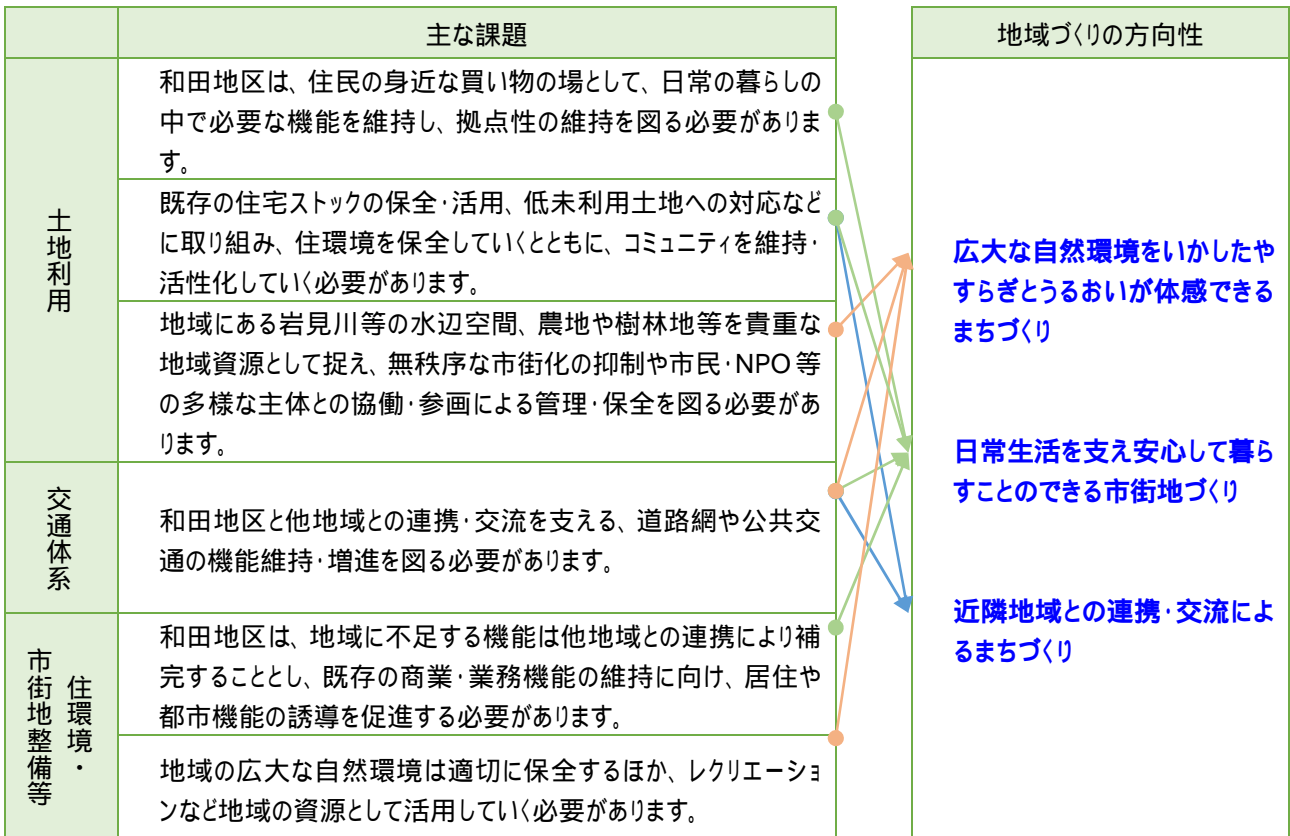 主な課題
土地利用
和田地区は、住民の身近な買い物の場として、日常の暮らしの
中で必要な機能を維持し、拠点性の維持を図る必要がありま
す。
既存の住宅ストックの保全・活用、低未利用土地への対応など
に取り組み、住環境を保全していくとともに、コミュニティを維持・
活性化していく必要があります。
地域にある岩見川等の水辺空間、農地や樹林地等を貴重な
地域資源として捉え、無秩序な市街化の抑制や市民・NPO等
の多様な主体との協働・参画による管理・保全を図る必要があ
ります。
交通体系
和田地区と他地域との連携・交流を支える、道路網や公共交
通の機能維持・増進を図る必要があります。
住環境・
市街地整備等
和田地区は、地域に不足する機能は他地域との連携により補
完することとし、既存の商業・業務機能の維持に向け、居住や
都市機能の誘導を促進する必要があります。
地域の広大な自然環境は適切に保全するほか、レクリエーショ
ンなど地域の資源として活用していく必要があります。
地域づくりの方向性
広大な自然環境をいかしたや
すらぎとうるおいが体感できる
まちづくり
日常生活を支え安心して暮ら
すことのできる市街地づくり
近隣地域との連携・交流によ
るまちづくり